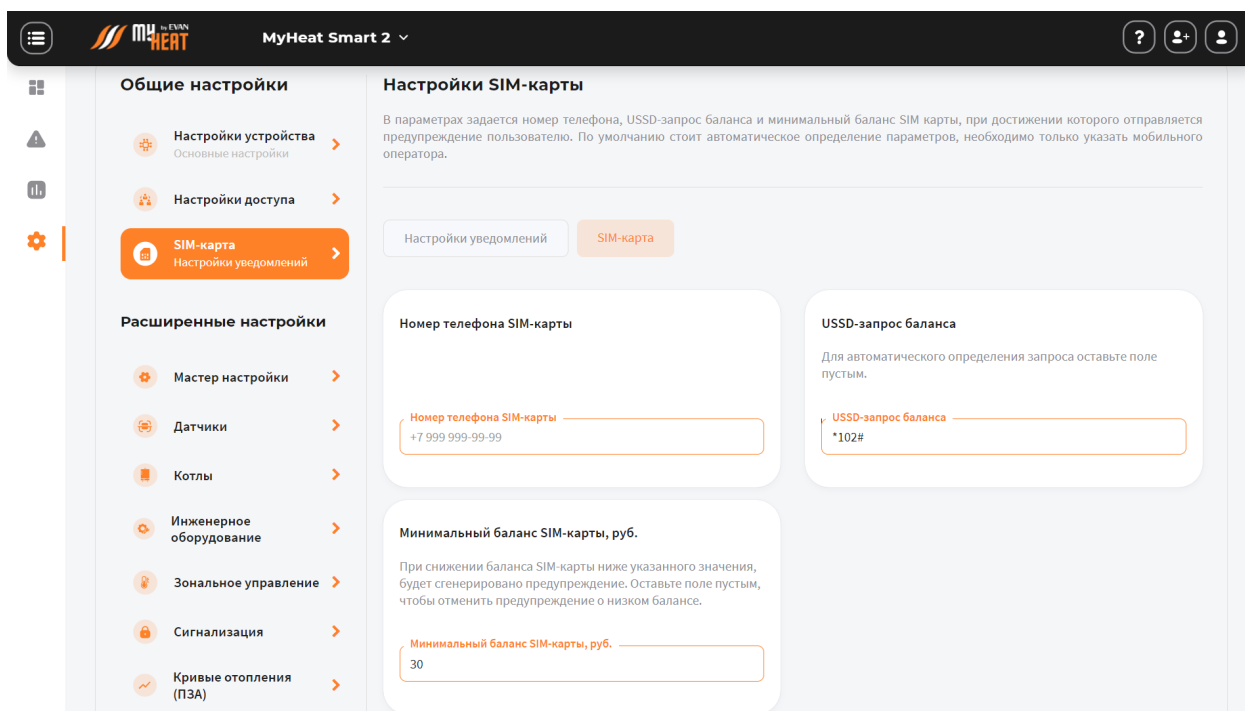 by EVAN
MY HEAT
MyHeat Smart 2
?
Общие настройки
Настройки устройства
Основные настройки
Настройки доступа
SIM-карта
Настройки уведомлений
Расширенные настройки
Мастер настройки
Датчики
Котлы
Инженерное
оборудование
Зональное управление
Сигнализация
Кривые отопления
(ПЗА)
Настройки SIM-карты
В параметрах задается номер телефона, USSD-запрос баланса и минимальный баланс SIM карты, при достижении которого отправляется
предупреждение пользователю. По умолчанию стоит автоматическое определение параметров, необходимо только указать мобильного
оператора.
Настройки уведомлений
SIM-карта
Номер телефона SIM-карты
Номер телефона SIM-карты
+7 999 999-99-99
USSD-запрос баланса
Для автоматического определения запроса оставьте поле
пустым.
USSD-запрос баланса
*102#
Минимальный баланс SIM-карты, руб.
При снижении баланса SIM-карты ниже указанного значения,
будет сгенерировано предупреждение. Оставьте поле пустым,
чтобы отменить предупреждение о низком балансе.
Минимальный баланс SIM-карты, руб.
30